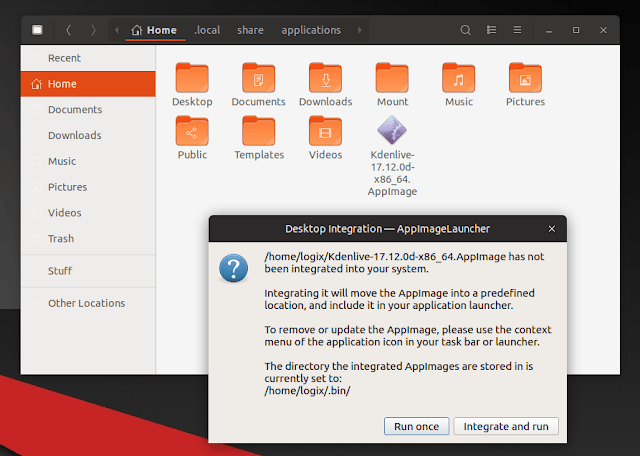 Home
.local
share
applications
Recent
Home
Documents
Downloads
Music
Pictures
Videos
Trash
Stuff
Other Locations
Desktop
Documents
Downloads
Mount
Music
Pictures
Public
Templates
Videos
Kdenlive-
17.12.0d-
x86_64.
AppImage
Desktop Integration — AppImageLauncher
/home/logix/Kdenlive-17.12.0d-x86_64.AppImage has not
been integrated into your system.
Integrating it will move the AppImage into a predefined
location, and include it in your application launcher.
To remove or update the AppImage, please use the context
menu of the application icon in your task bar or launcher.
The directory the integrated AppImages are stored in is
currently set to:
/home/logix/.bin/
Run once
Integrate and run